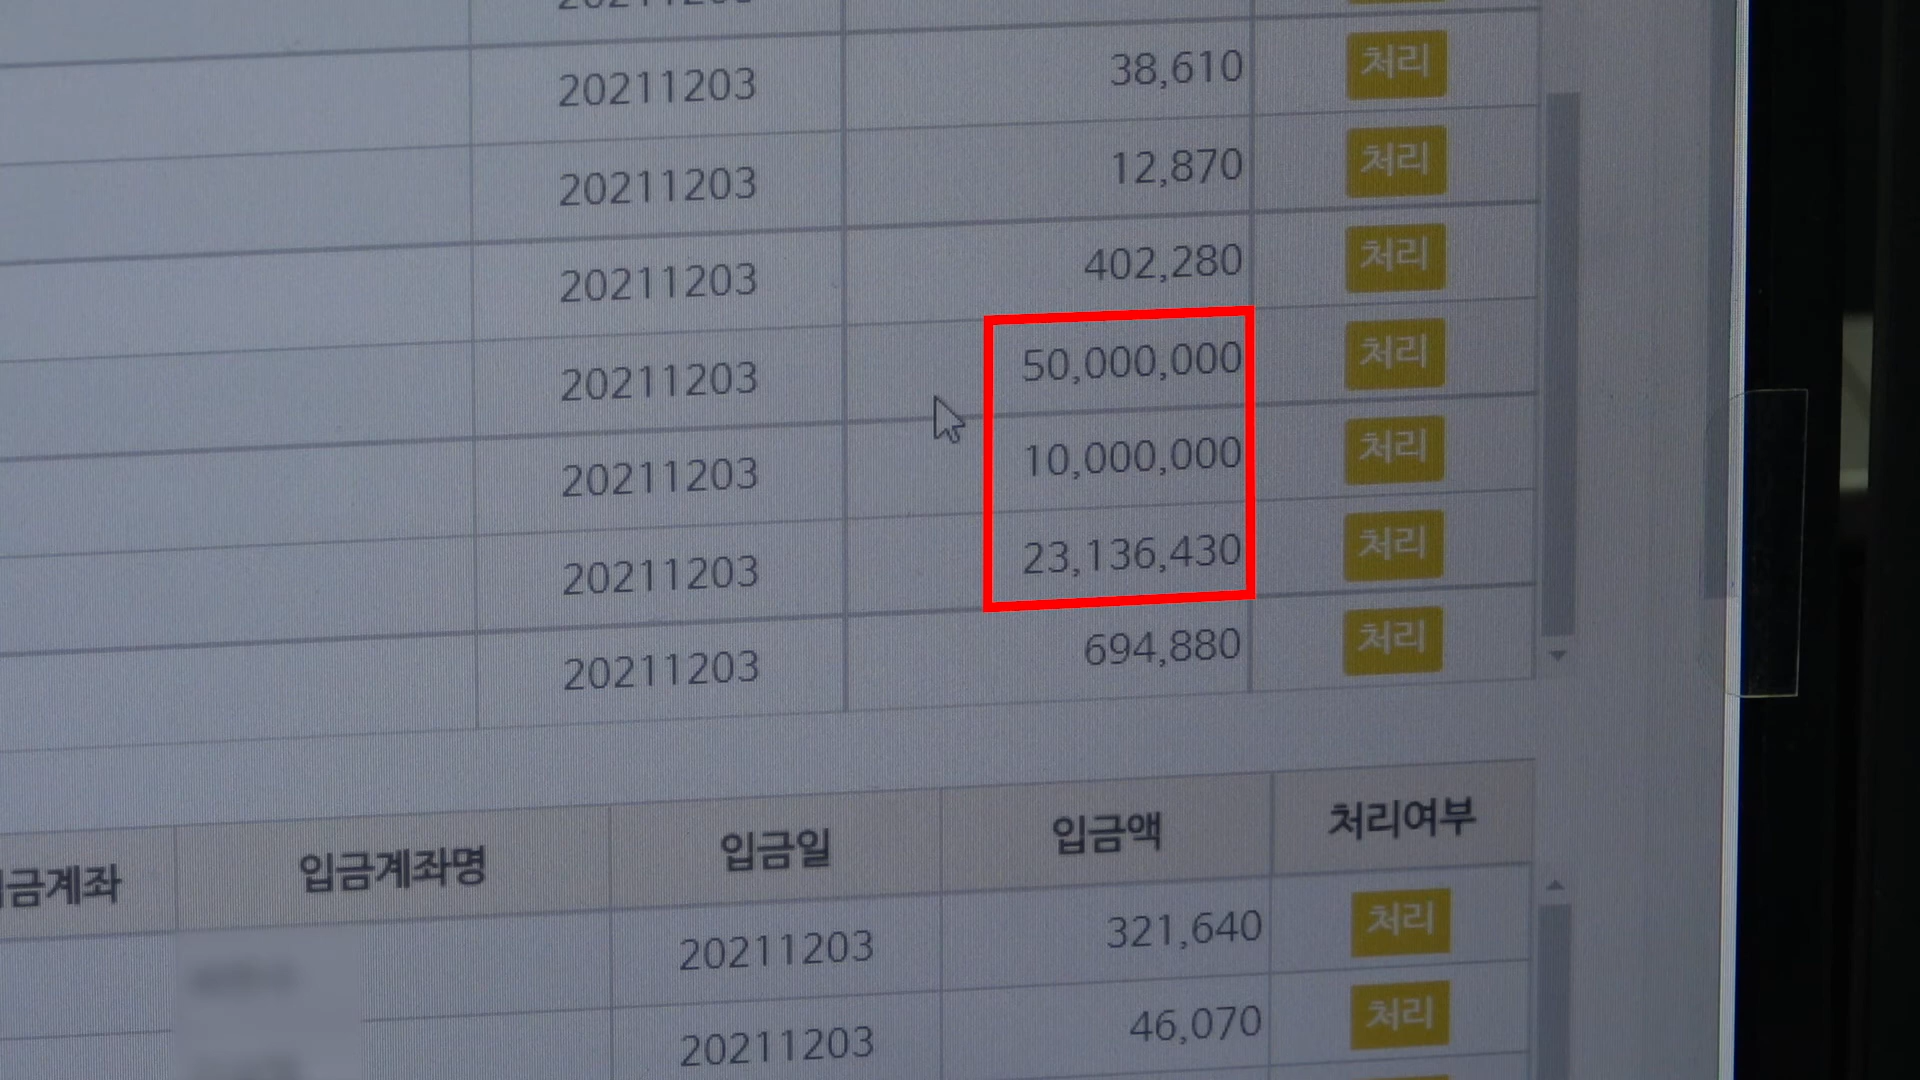 20211203 38,610 처리
20211203 12,870 처리
20211203 402,280 처리
20211203 50,000,000 처리
20211203 10,000,000 처리
20211203 23,136,430 처리
20211203 694,880 처리
금계좌 입금계좌명 입금일 입금액 처리여부
20211203 321,640 처리
20211203 46,070 처리